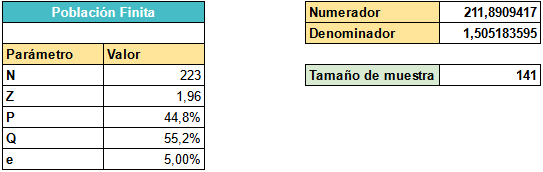 Población Finita
Parámetro Valor
N 223
Z 1,96
P 44,8%
Q 55,2%
e 5,00%
Numerador 211,8909417
Denominador 1,505183595
Tamaño de muestra 141